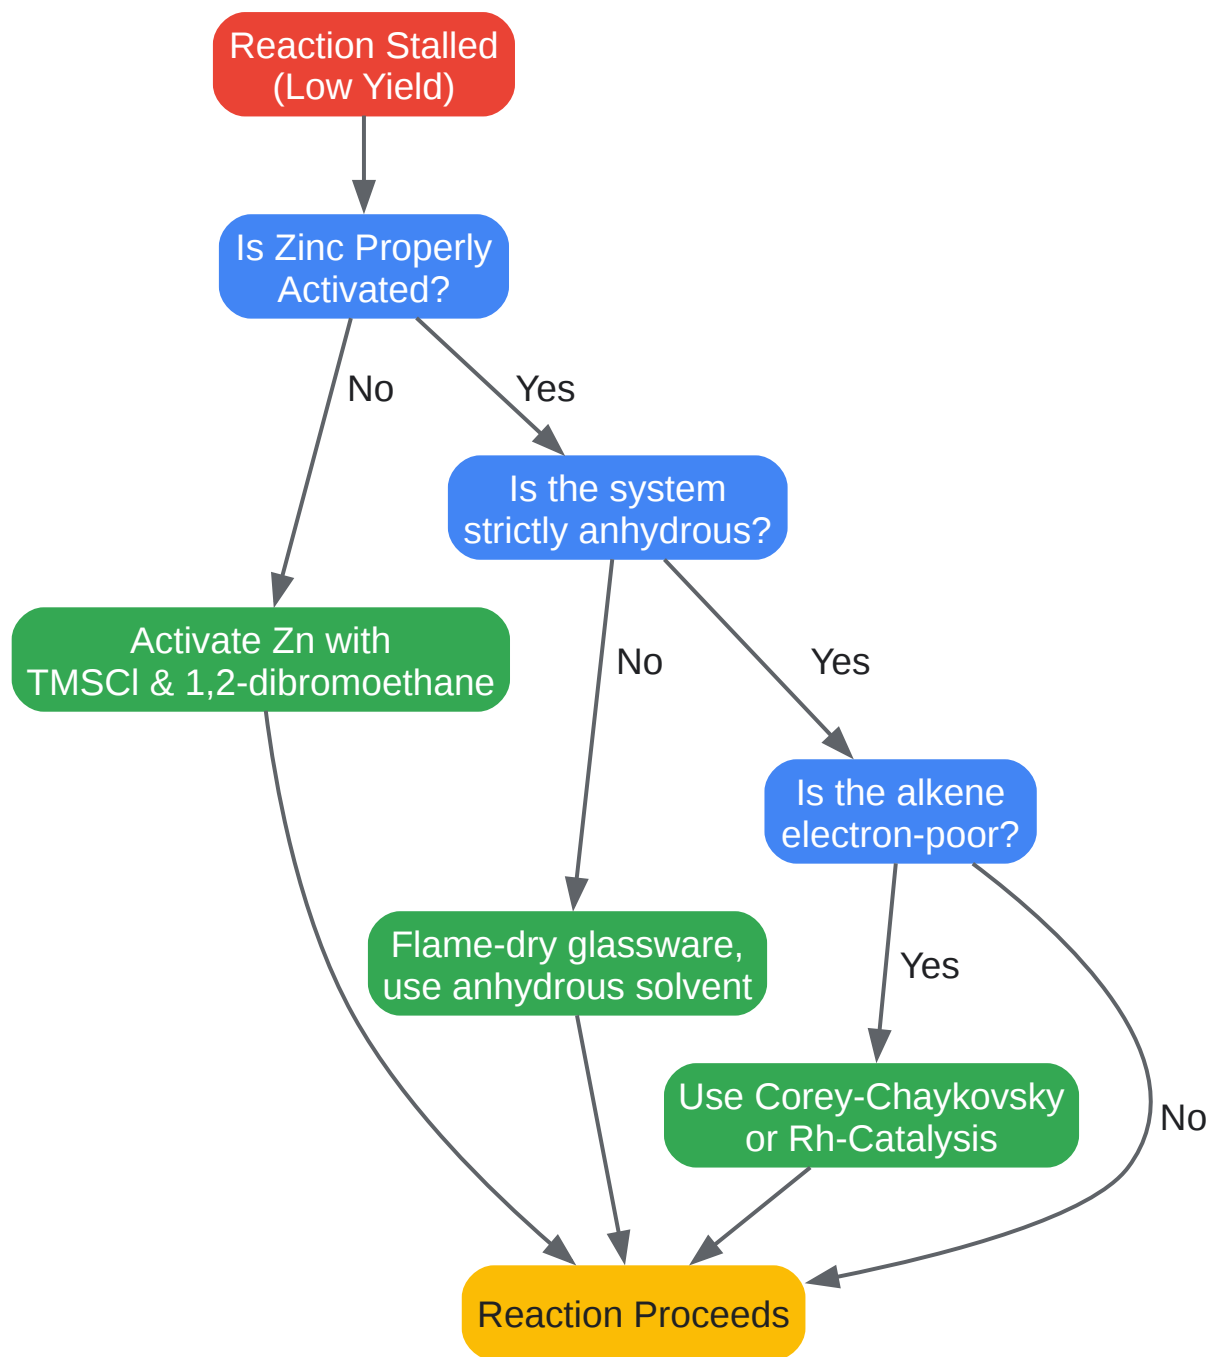 Reaction Stalled
(Low Yield)
Is Zinc Properly
Activated?
No
Yes
Is the system
strictly anhydrous?
Activate Zn with
TMSCl & 1,2-dibromoethane
No
Yes
Is the alkene
electron-poor?
Flame-dry glassware,
use anhydrous solvent
Yes
Use Corey-Chaykovsky
or Rh-Catalysis
No
Reaction Proceeds